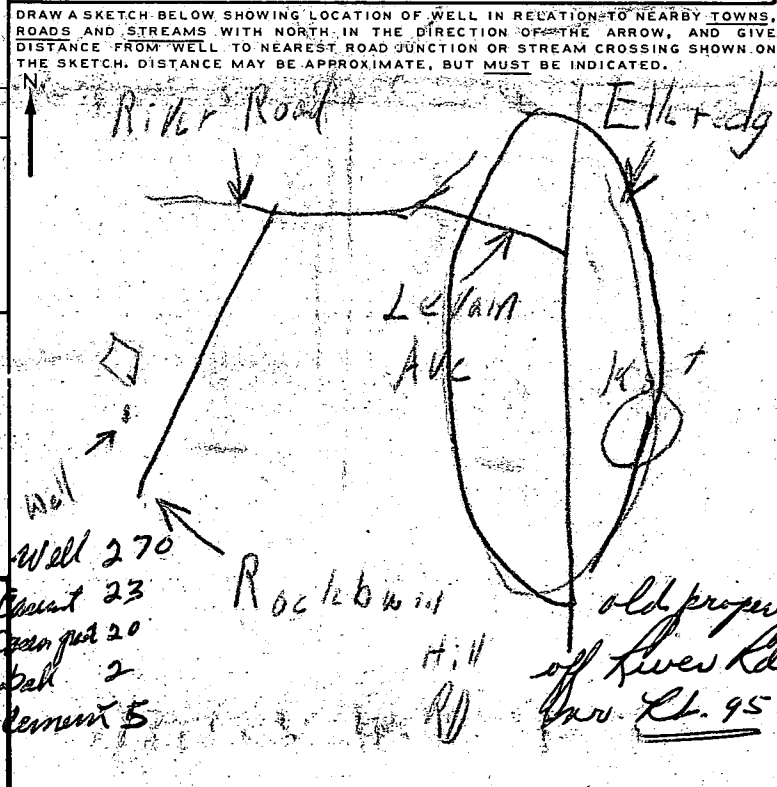 DRAW A SKETCH BELOW SHOWING LOCATION OF WELL IN RELATION TO NEARBY TOWNS,
ROADS AND STREAMS WITH NORTH IN THE DIRECTION OF THE ARROW, AND GIVE
DISTANCE FROM WELL TO NEAREST ROAD JUNCTION OR STREAM CROSSING SHOWN ON
THE SKETCH. DISTANCE MAY BE APPROXIMATE, BUT MUST BE INDICATED.
N
River Road
Elkridg
Levain
Ave
Well
Well 270
23
20
2
5
Rockburn
Hill
RD
old proper
off River Rd
Rt. 95